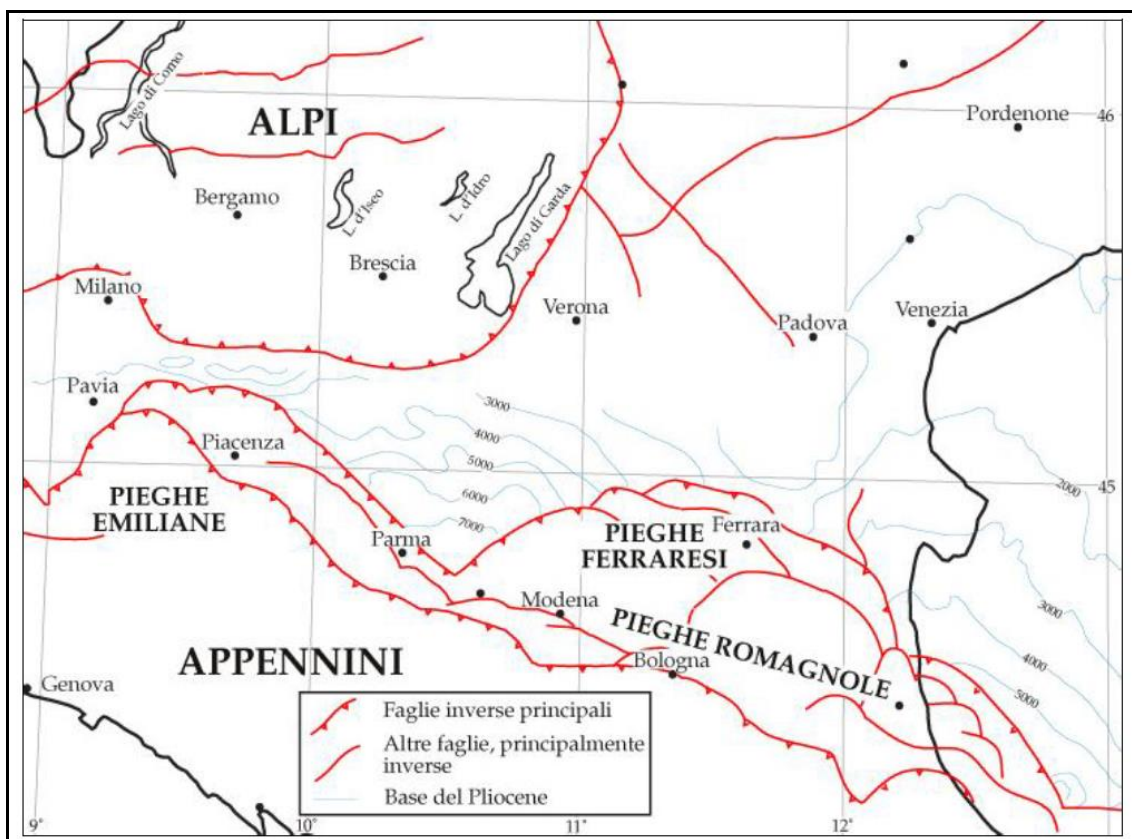 Lago di Como
ALPI
Pordenone
46
Bergamo
L. d'Iseo
L. d'Idro
Lago di Garda
Brescia
Milano
Verona
Padova
Venezia
Pavia
3000
4000
5000
6000
7000
Piacenza
45
2000
PIEGHE
EMILIANE
Parma
PIEGHE
FERRARESI
Ferrara
Modena
3000
4000
5000
PIEGHE ROMAGNOLE
APPENNINI
Bologna
Genova
Faglie inverse principali
Altre faglie, principalmente
inverse
Base del Pliocene
9°
10°
11°
12°